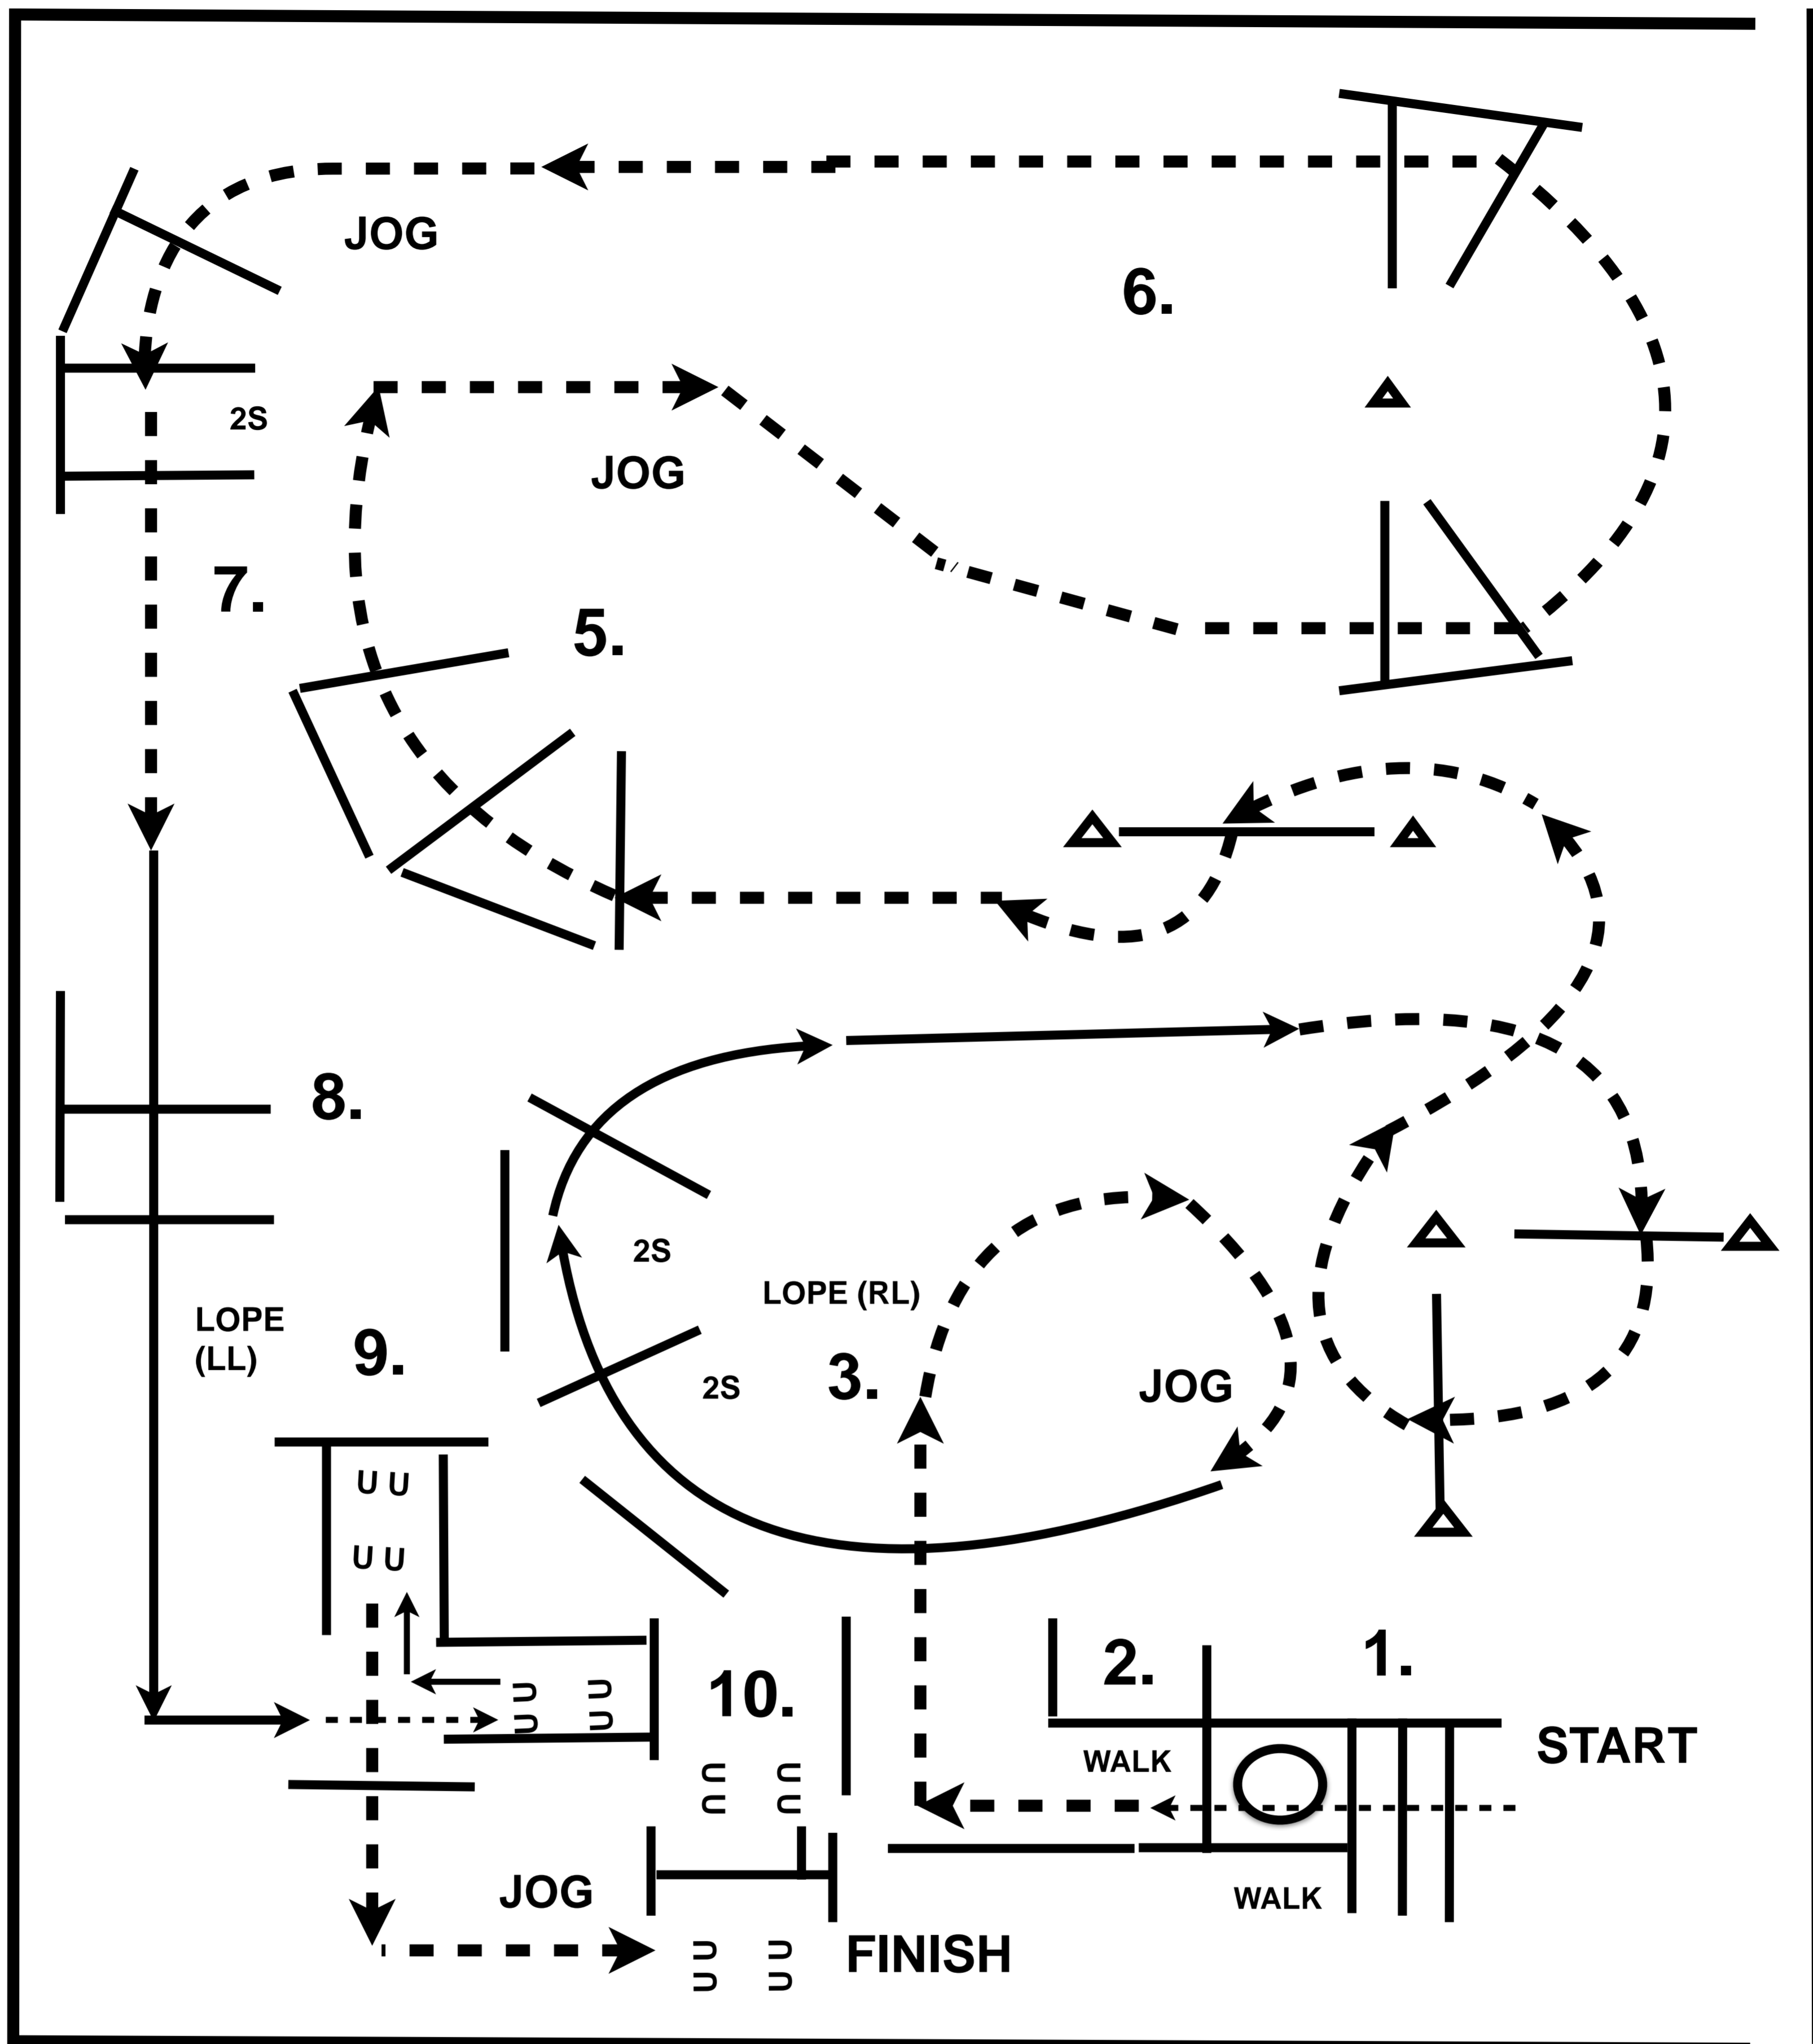 JOG
6.
2S
JOG
7.
5.
8.
2S
LOPE (RL)
LOPE
(LL)
9.
3.
JOG
2S
U U
U U
1.
2.
10.
U U
U U
START
WALK
U U
U U
JOG
WALK
FINISH
U U
U U